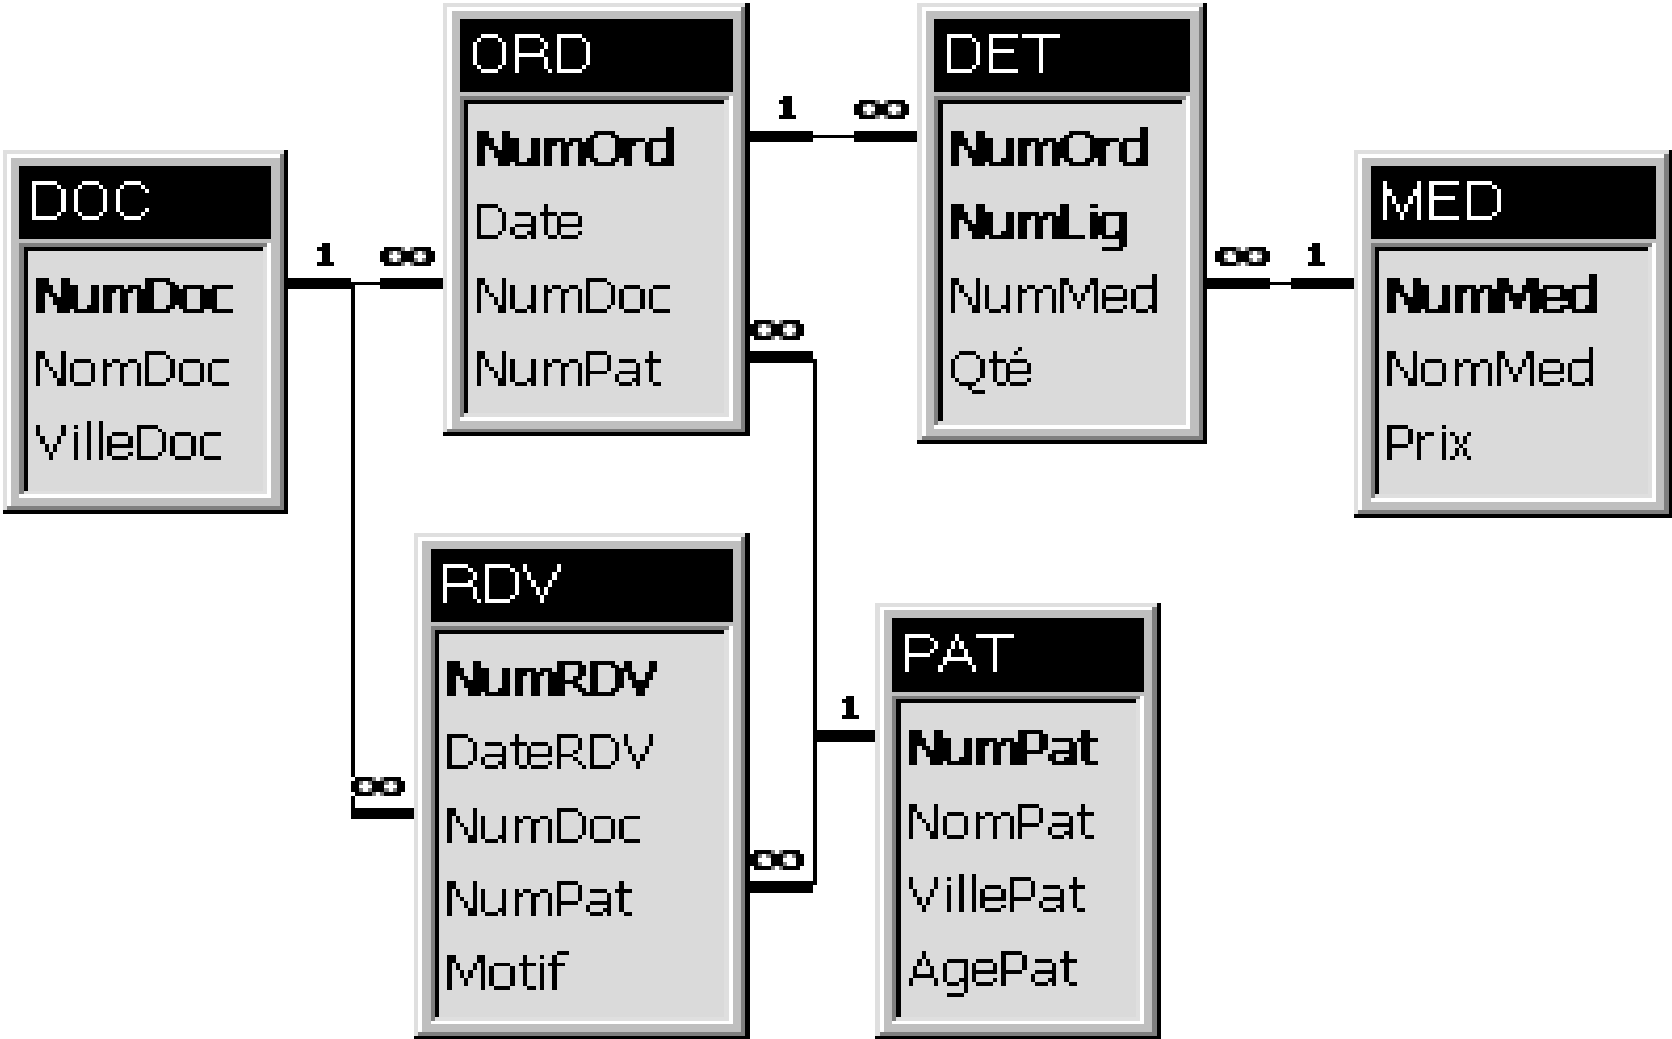 DOC
NumDoc
NomDoc
VilleDoc
1
∞
ORD
NumOrd
Date
NumDoc
NumPat
1
∞
DET
NumOrd
NumLig
NumMed
Qté
∞
1
MED
NumMed
NomMed
Prix
∞
RDV
NumRDV
DateRDV
NumDoc
NumPat
Motif
∞
∞
1
PAT
NumPat
NomPat
VillePat
AgePat